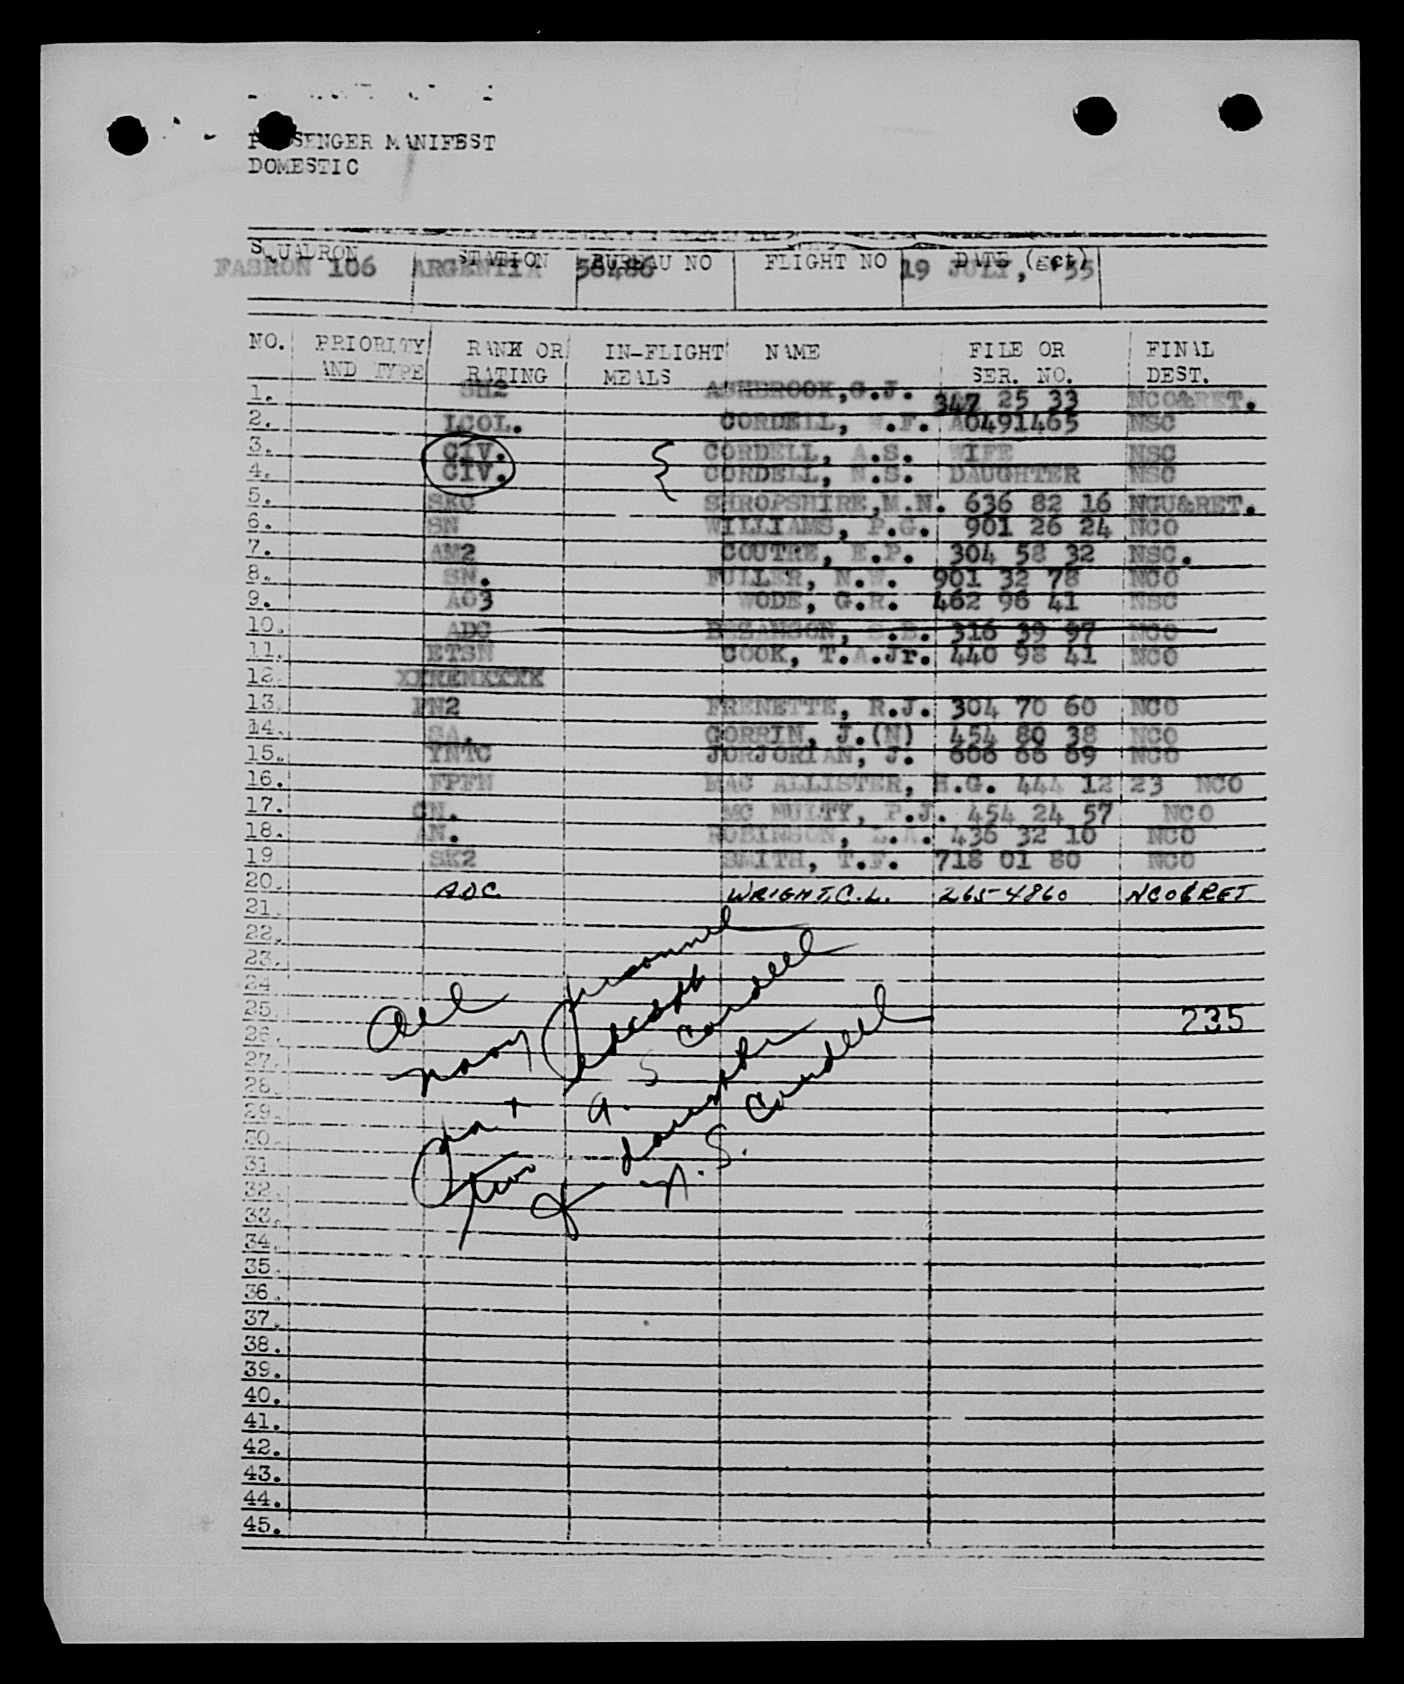 PASSENGER MANIFEST
DOMESTIC
SQUADRON STATION BUREAU NO FLIGHT NO DATE (gct)
FASRON 106 ARGENTIA 56486 19 JULY, 55
NO. PRIORITY AND TYPE RANK OR RATING IN-FLIGHT MEALS NAME FILE OR SER. NO. FINAL DEST.
1. SH2 ASHBROOK,G.J. 347 25 33 NCO&RET.
2. LCOL. CORDELL, .F. AO491465 NSC
3. CIV. { CORDELL, A.S. WIFE NSC
4. CIV. CORDELL, N.S. DAUGHTER NSC
5. SKC SHROPSHIRE,M.N. 636 82 16 NGU&RET.
6. SN WILLIAMS, P.G. 901 26 24 NCO
7. AM2 COUTRE, E.P. 304 58 32 NSC.
8. SN. FULLER, N.W. 901 32 78 NCO
9. AO3 WODE, G.R. 462 96 41 NSC
10. ADC BEZANSON, .B. 316 39 97 NCO
11. ETSN COOK, T.A.Jr. 440 98 41 NCO
12.
13. PN2 FRENETTE, R.J. 304 70 60 NCO
14. SA. GORRIN, J.(N) 454 80 38 NCO
15. YNTC JORJORIAN, J. 606 66 69 NCO
16. FPFN MAC ALLISTER, H.G. 444 12 23 NCO
17. CN. MC NULTY, P.J. 454 24 57 NCO
18. AN. ROBINSON, L.A. 436 32 10 NCO
19 SK2 SMITH, T.F. 718 01 80 NCO
20. ADC WRIGHT, C.L. 265-4860 NCO&RET
21.
22.
23.
24
25.
26.
27.
28.
29.
30.
31
32.
33.
34.
35.
36.
37.
38.
39.
40.
41.
42.
43.
44.
45.
All
navy personnel
except
A. S Cordell
+
daughter
N. S. Cordell
235